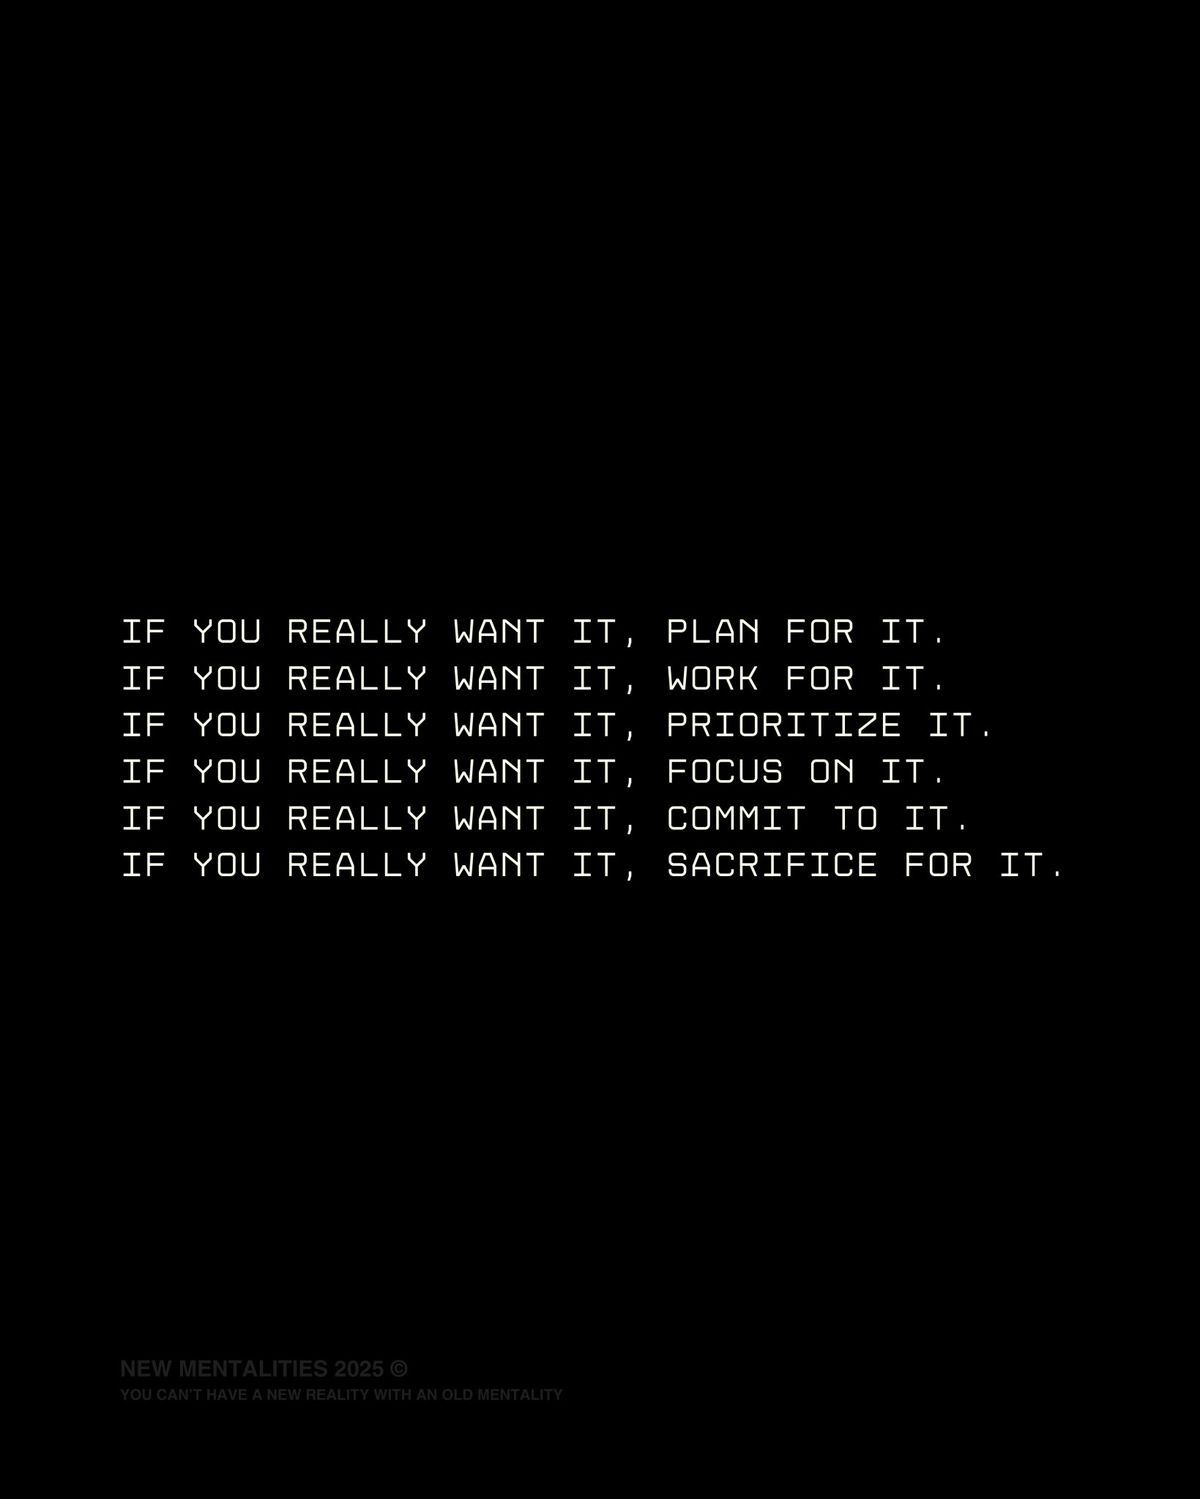 IF YOU REALLY WANT IT, PLAN FOR IT.
IF YOU REALLY WANT IT, WORK FOR IT.
IF YOU REALLY WANT IT, PRIORITIZE IT.
IF YOU REALLY WANT IT, FOCUS ON IT.
IF YOU REALLY WANT IT, COMMIT TO IT.
IF YOU REALLY WANT IT, SACRIFICE FOR IT.
NEW MENTALITIES 2025 ©
YOU CAN'T HAVE A NEW REALITY WITH AN OLD MENTALITY